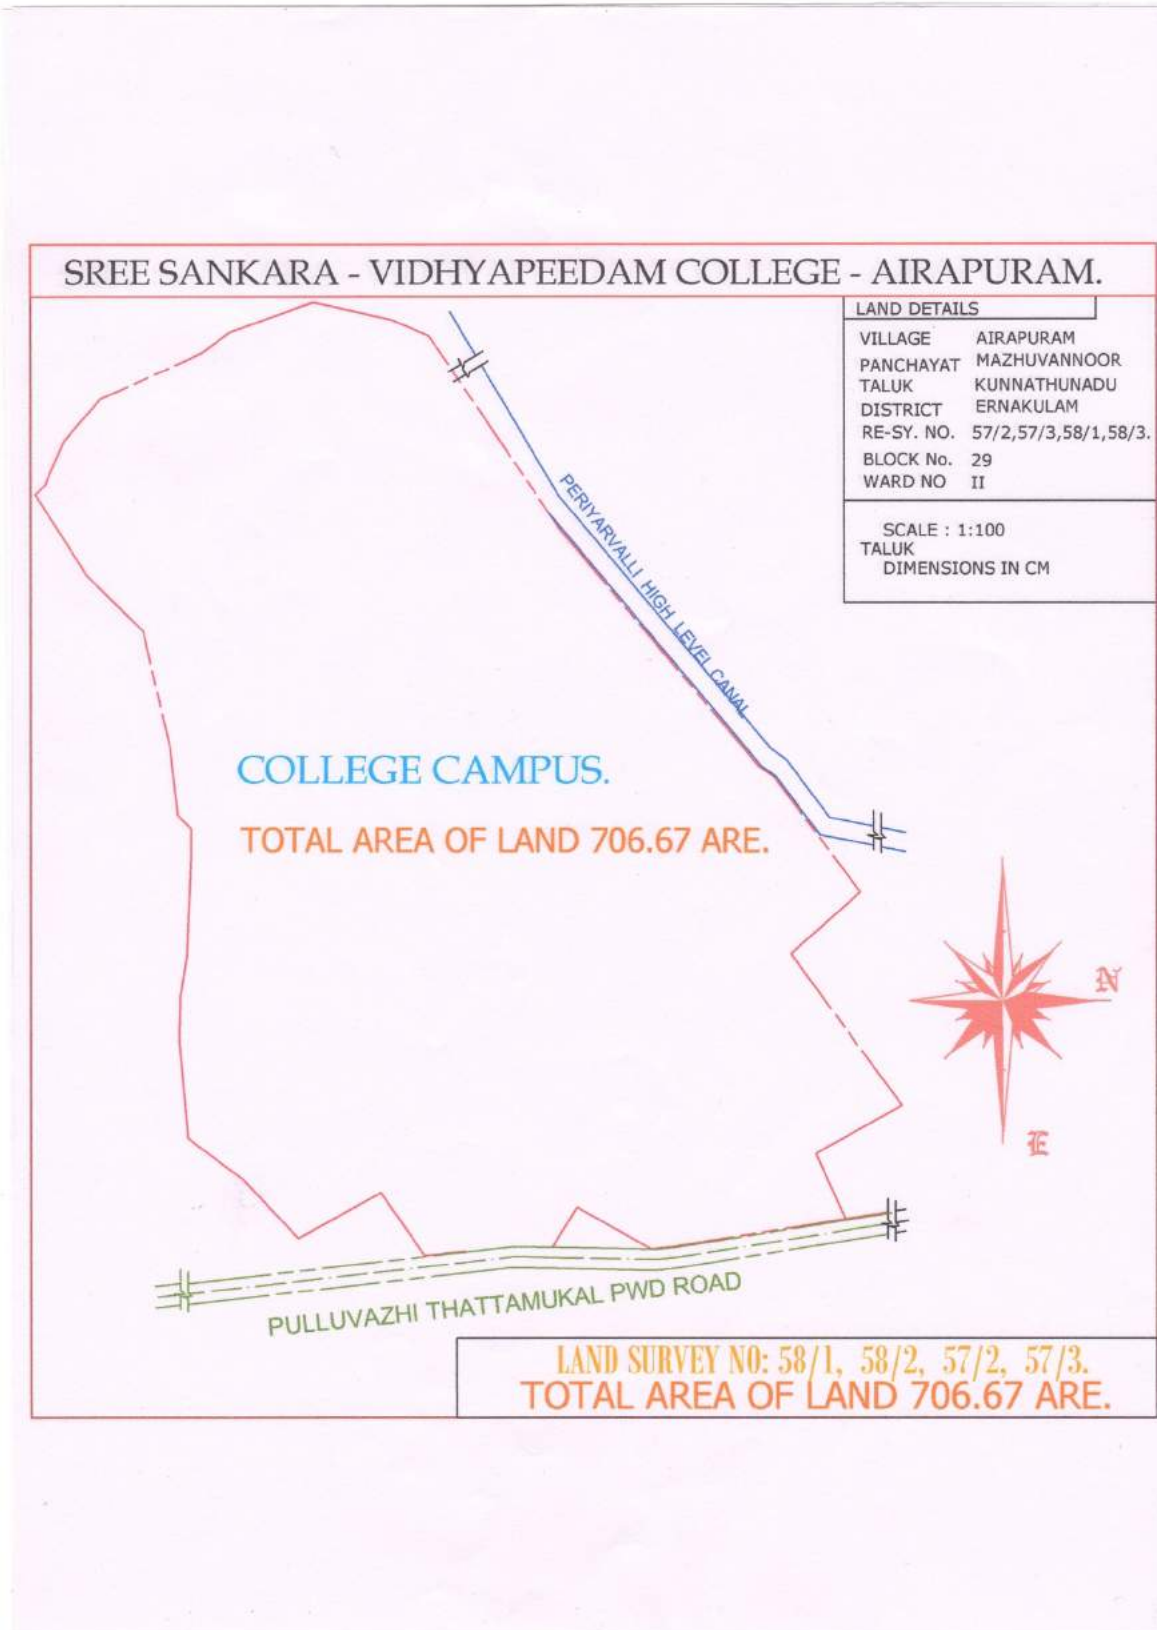 SREE SANKARA - VIDHYAPEEDAM COLLEGE - AIRAPURAM.
LAND DETAILS
VILLAGE AIRAPURAM
PANCHAYAT MAZHUVANNOOR
TALUK KUNNATHUNADU
DISTRICT ERNAKULAM
RE-SY. NO. 57/2,57/3,58/1,58/3.
BLOCK No. 29
WARD NO II
SCALE : 1:100
TALUK
DIMENSIONS IN CM
PERIYARVALLI HIGH LEVEL CANAL
COLLEGE CAMPUS.
TOTAL AREA OF LAND 706.67 ARE.
N
E
PULLUVAZHI THATTAMUKAL PWD ROAD
LAND SURVEY NO: 58/1, 58/2, 57/2, 57/3.
TOTAL AREA OF LAND 706.67 ARE.